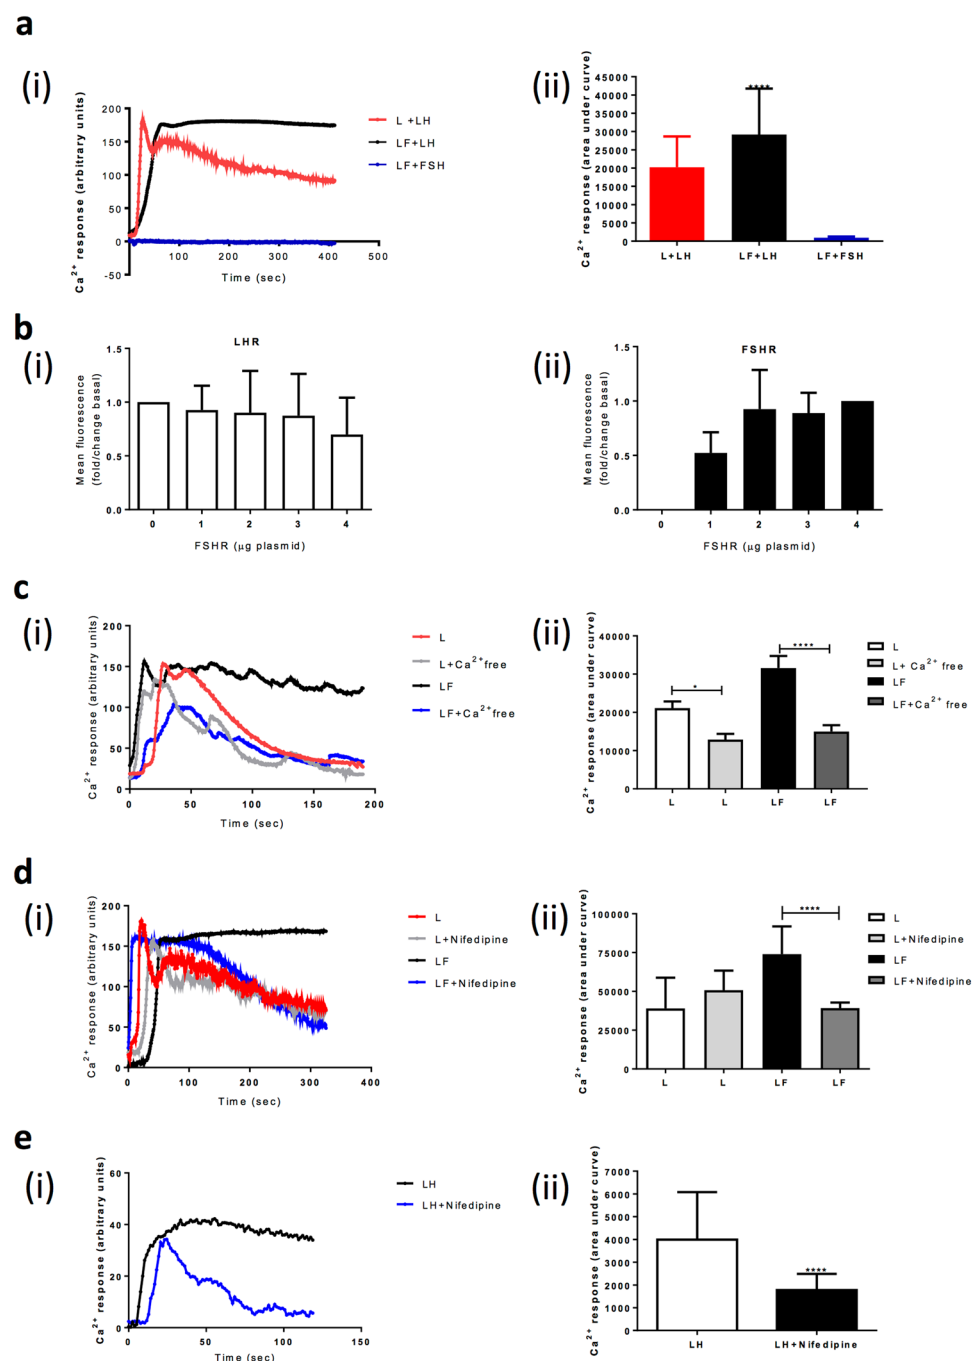 a
(i)
Ca2+ response (arbitrary units)
200
150
100
50
0
-50
100
200
300
400
500
Time (sec)
L +LH
LF+LH
LF+FSH
(ii)
Ca2+ response (area under curve)
45000
40000
35000
30000
25000
20000
15000
10000
5000
0
****
L+LH
LF+LH
LF+FSH
b
(i)
LHR
Mean fluorescence
(fold/change basal)
1.5
1.0
0.5
0.0
0
1
2
3
4
FSHR (µg plasmid)
(ii)
FSHR
Mean fluorescence
(fold/change basal)
1.5
1.0
0.5
0.0
0
1
2
3
4
FSHR (µg plasmid)
c
(i)
Ca2+ response (arbitrary units)
200
150
100
50
0
0
50
100
150
200
Time (sec)
L
L+Ca2+free
LF
LF+Ca2+free
(ii)
Ca2+ response (area under curve)
40000
30000
20000
10000
0
*
****
L
L
LF
LF
L
L+ Ca2+ free
LF
LF+Ca2+ free
d
(i)
Ca2+ response (arbitrary units)
200
150
100
50
0
0
100
200
300
400
Time (sec)
L
L+Nifedipine
LF
LF+Nifedipine
(ii)
Ca2+ response (area under curve)
100000
75000
50000
25000
0
****
L
L
LF
LF
L
L+Nifedipine
LF
LF+Nifedipine
e
(i)
Ca2+ response (arbitrary units)
60
40
20
0
0
50
100
150
Time (sec)
LH
LH+Nifedipine
(ii)
Ca2+ response (area under curve)
7000
6000
5000
4000
3000
2000
1000
0
****
LH
LH+Nifedipine